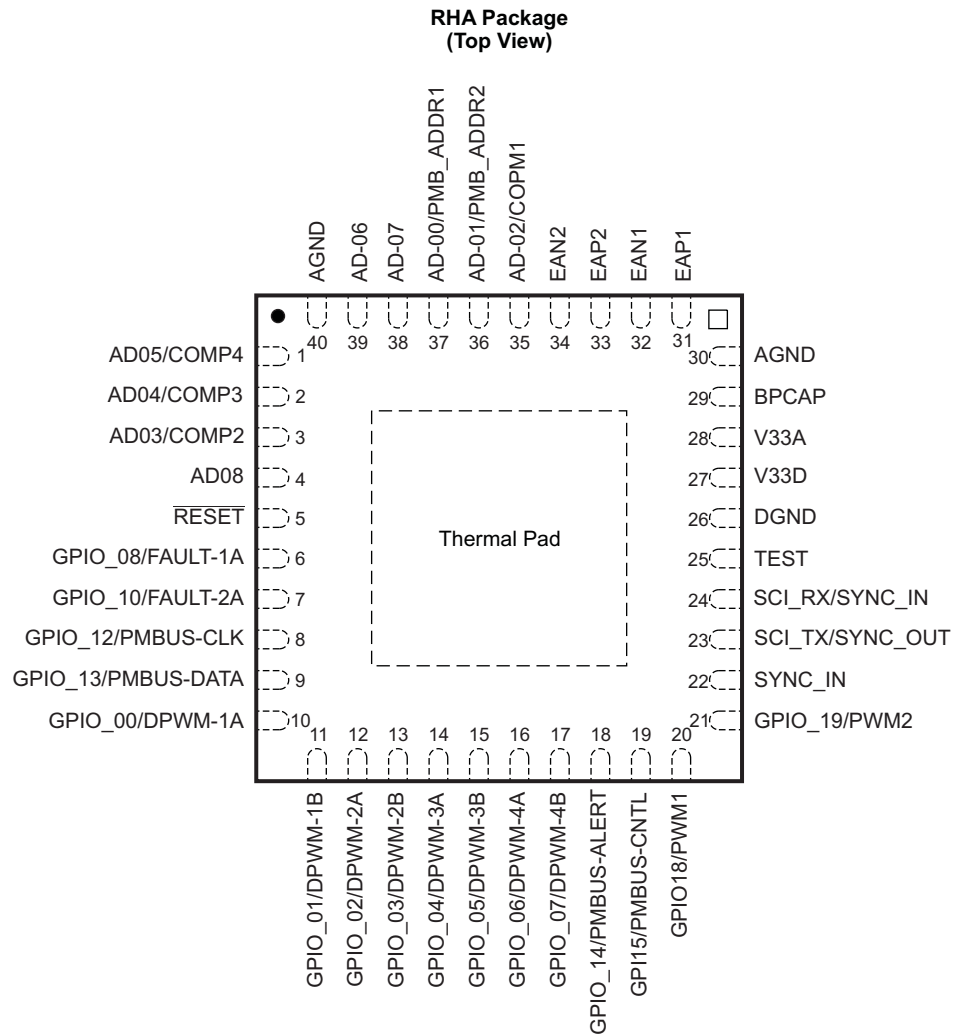 RHA Package
(Top View)
AGND
AD-06
AD-07
AD-00/PMB_ADDR1
AD-01/PMB_ADDR2
AD-02/COPM1
EAN2
EAP2
EAN1
EAP1
40
39
38
37
36
35
34
33
32
31
AD05/COMP4 1
AD04/COMP3 2
AD03/COMP2 3
AD08 4
RESET 5
GPIO_08/FAULT-1A 6
GPIO_10/FAULT-2A 7
GPIO_12/PMBUS-CLK 8
GPIO_13/PMBUS-DATA 9
GPIO_00/DPWM-1A 10
Thermal Pad
30 AGND
29 BPCAP
28 V33A
27 V33D
26 DGND
25 TEST
24 SCI_RX/SYNC_IN
23 SCI_TX/SYNC_OUT
22 SYNC_IN
21 GPIO_19/PWM2
11
12
13
14
15
16
17
18
19
20
GPIO_01/DPWM-1B
GPIO_02/DPWM-2A
GPIO_03/DPWM-2B
GPIO_04/DPWM-3A
GPIO_05/DPWM-3B
GPIO_06/DPWM-4A
GPIO_07/DPWM-4B
GPIO_14/PMBUS-ALERT
GPI15/PMBUS-CNTL
GPIO18/PWM1